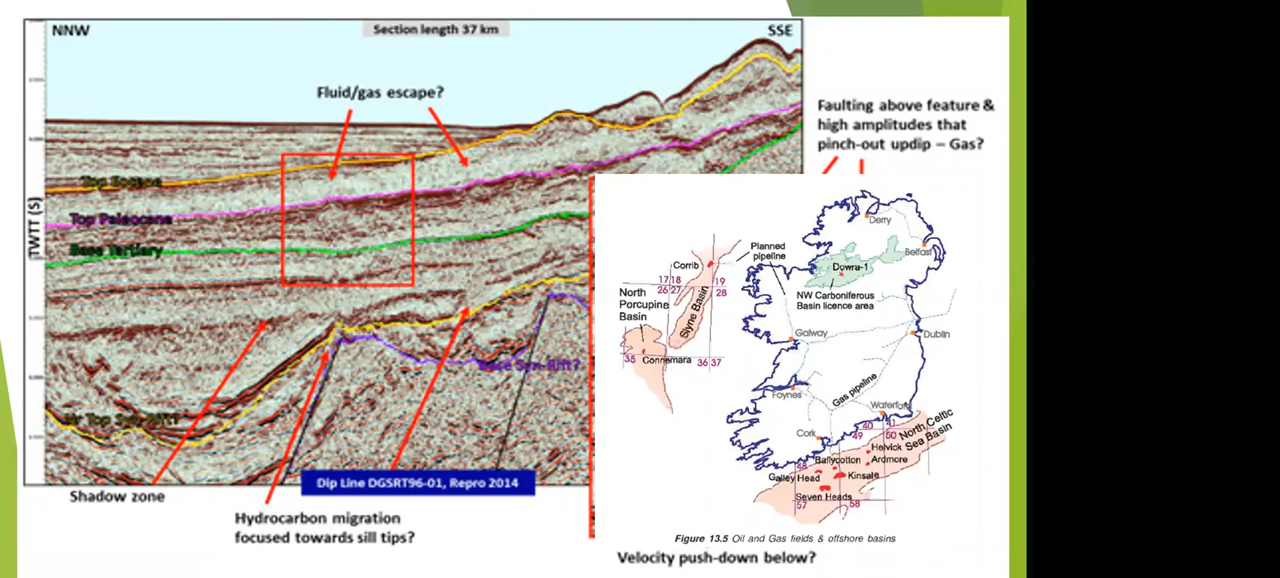 NNW
Section length 37 km
SSE
Fluid/gas escape?
Faulting above feature &
high amplitudes that
pinch-out updip – Gas?
TWTT (S)
Top Eocene
Top Paleocene
Base Tertiary
Base Syn-Rift?
Shadow zone
Dip Line DGSRT96-01, Repro 2014
Hydrocarbon migration
focused towards sill tips?
Derry
Belfast
Planned
pipeline
Corrib
Dowra-1
17 18
19
26 27
28
NW Carboniferous
Basin licence area
North
Porcupine
Basin
Slyne Basin
Galway
Dublin
35
Connemara
36 37
Foynes
Gas pipeline
Waterford
Cork
40
41
49
50
North Celtic
Sea Basin
Helvick
Ardmore
48
Ballycotton
Galley Head
Kinsale
Seven Heads
57
58
Figure 13.5 Oil and Gas fields & offshore basins
Velocity push-down below?